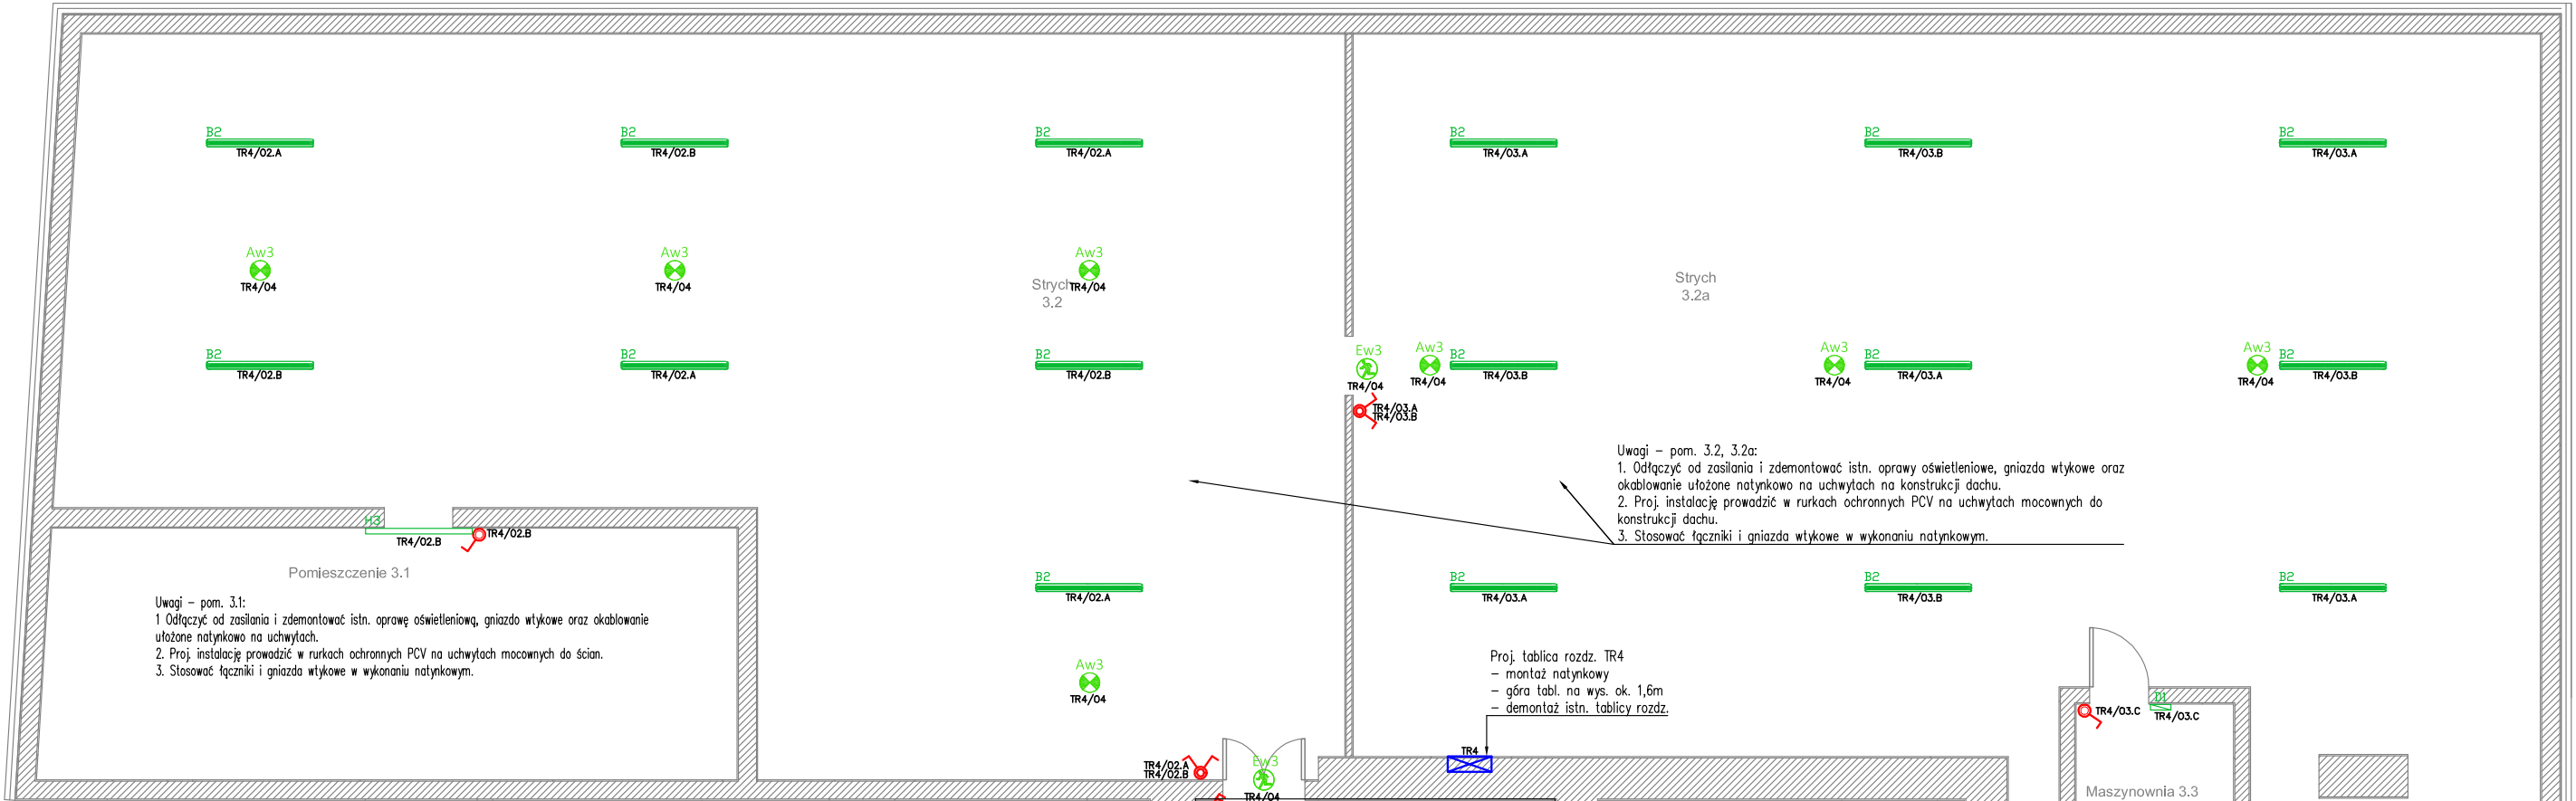 B2
TR4/02.A
B2
TR4/02.B
B2
TR4/02.A
B2
TR4/03.A
B2
TR4/03.B
B2
TR4/03.A
Aw3
TR4/04
Aw3
TR4/04
Aw3
TR4/04
Strych
3.2
Strych
3.2a
B2
TR4/02.B
B2
TR4/02.A
B2
TR4/02.B
Ew3
TR4/04
Aw3
TR4/04
B2
TR4/03.B
Aw3
TR4/04
B2
TR4/03.A
Aw3
TR4/04
B2
TR4/03.B
TR4/03.A
TR4/03.B
Uwagi – pom. 3.2, 3.2a:
1. Odłączyć od zasilania i zdemontować istn. oprawy oświetleniowe, gniazda wtykowe oraz
okablowanie ułożone natynkowo na uchwytach na konstrukcji dachu.
2. Proj. instalację prowadzić w rurkach ochronnych PCV na uchwytach mocownych do
konstrukcji dachu.
3. Stosować łączniki i gniazda wtykowe w wykonaniu natynkowym.
H3
TR4/02.B
TR4/02.B
Pomieszczenie 3.1
Uwagi – pom. 3.1:
1 Odłączyć od zasilania i zdemontować istn. oprawę oświetleniową, gniazdo wtykowe oraz okablowanie
ułożone natynkowo na uchwytach.
2. Proj. instalację prowadzić w rurkach ochronnych PCV na uchwytach mocownych do ścian.
3. Stosować łączniki i gniazda wtykowe w wykonaniu natynkowym.
B2
TR4/02.A
B2
TR4/03.A
B2
TR4/03.B
B2
TR4/03.A
Aw3
TR4/04
Proj. tablica rozdz. TR4
– montaż natynkowy
– góra tabl. na wys. ok. 1,6m
– demontaż istn. tablicy rozdz.
TR4
TR4/03.C
D1
TR4/03.C
TR4/02.A
TR4/02.B
Ew3
TR4/04
Maszynownia 3.3